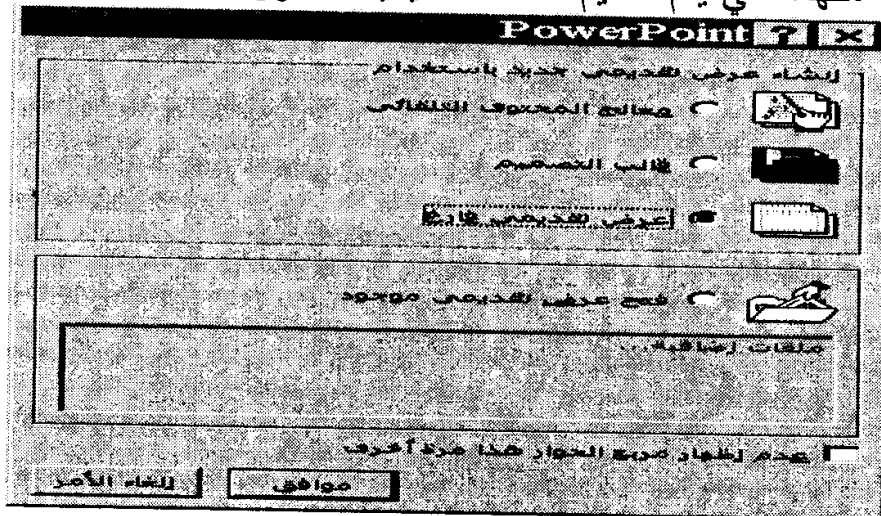 PowerPoint
إنشاء عرض تقديمي جديد باستخدام
معالج المحتوى التلقائي
قالب التصميم
عرض تقديمي فارغ
فتح عرض تقديمي موجود
ملفات إضافية...
عدم إظهار مربع الحوار هذا مرة أخرى
موافق
إلغاء الأمر